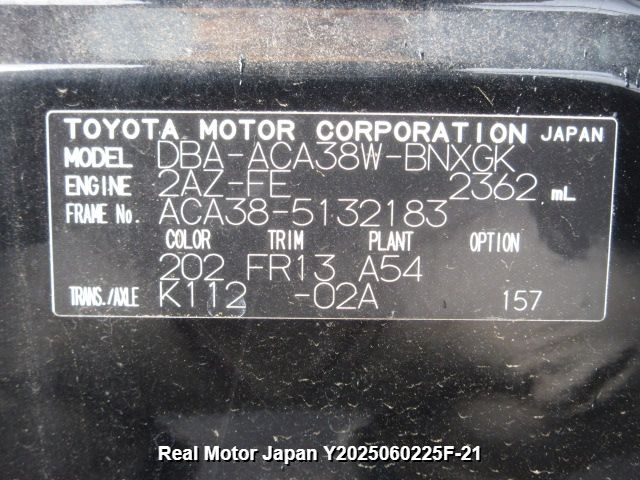 TOYOTA MOTOR CORPORATION JAPAN
MODEL DBA-ACA38W-BNXGK
ENGINE 2AZ-FE 2362 mL
FRAME No. ACA38-5132183
COLOR TRIM PLANT OPTION
202 FR13 A54
TRANS./AXLE K112 -02A 157
Real Motor Japan Y2025060225F-21